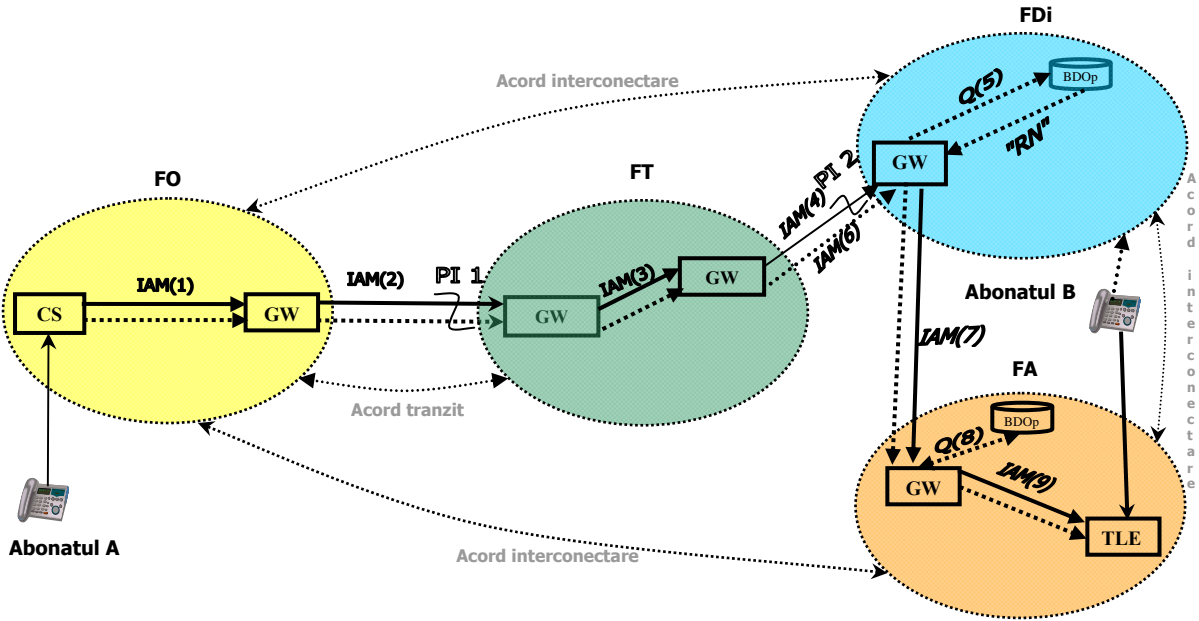 FDi
Acord interconectare
Q(5)
BDOp
"RN"
GW
PI 2
FO
FT
IAM(4)
IAM(6)
Acord interconectare
IAM(1)
IAM(2)
PI 1
IAM(3)
GW
CS
GW
GW
Abonatul B
IAM(7)
FA
Acord tranzit
BDOp
Q(8)
GW
IAM(9)
TLE
Abonatul A
Acord interconectare